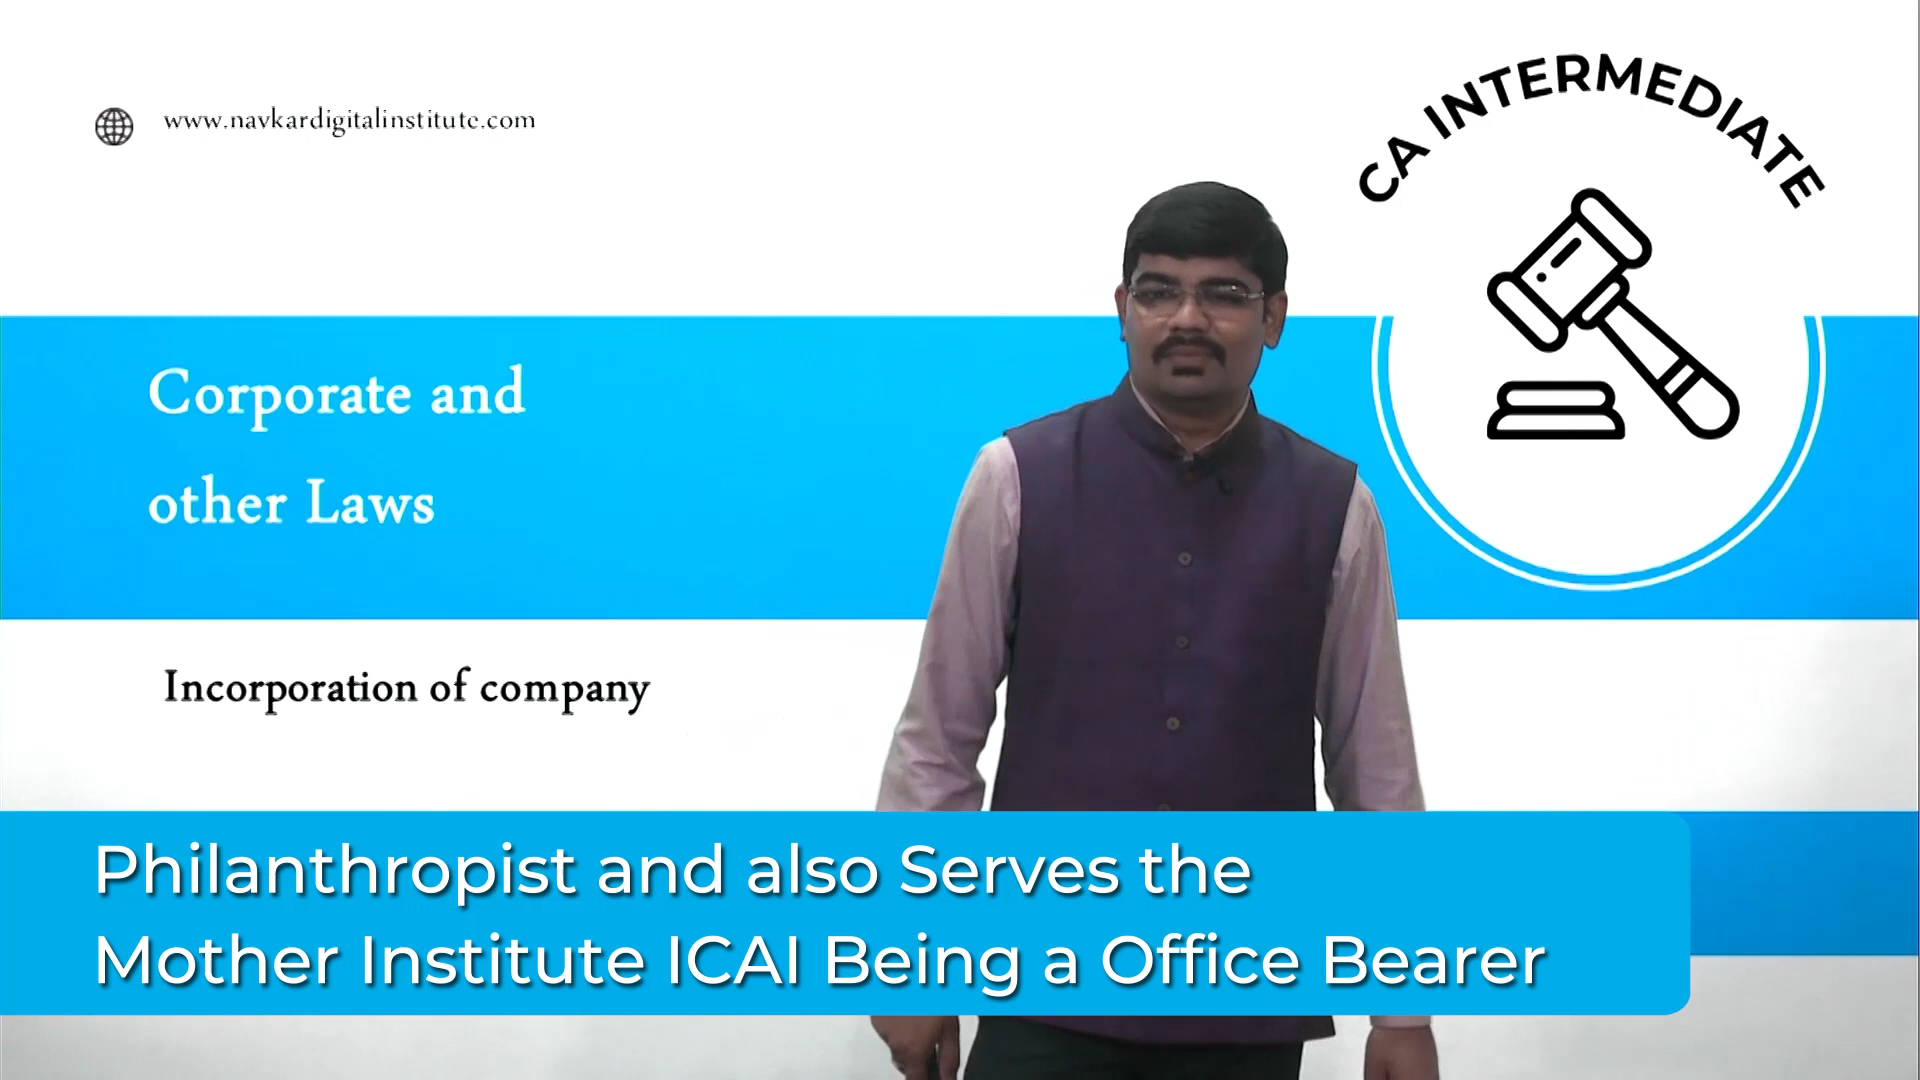 www.navkardigitalinstitute.com
CA INTERMEDIATE
Corporate and
other Laws
Incorporation of company
Philanthropist and also Serves the
Mother Institute ICAI Being a Office Bearer